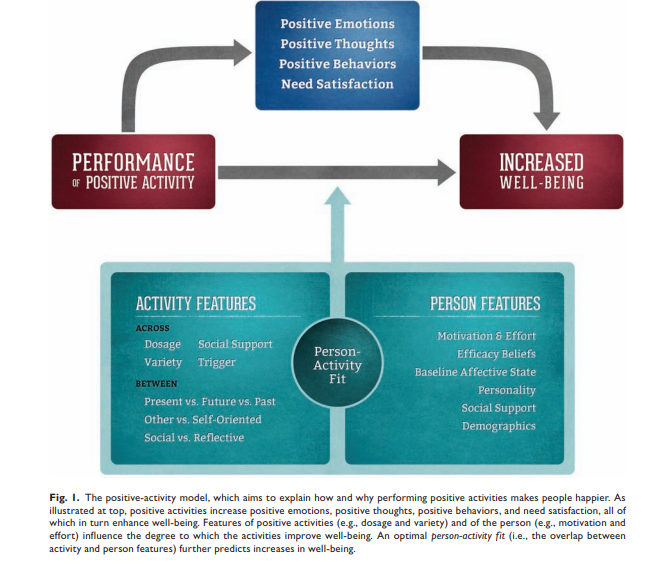 Positive Emotions
Positive Thoughts
Positive Behaviors
Need Satisfaction
PERFORMANCE
OF POSITIVE ACTIVITY
INCREASED
WELL-BEING
ACTIVITY FEATURES
ACROSS
Dosage Social Support
Variety Trigger
BETWEEN
Present vs. Future vs. Past
Other vs. Self-Oriented
Social vs. Reflective
Person-
Activity
Fit
PERSON FEATURES
Motivation & Effort
Efficacy Beliefs
Baseline Affective State
Personality
Social Support
Demographics
Fig. 1. The positive-activity model, which aims to explain how and why performing positive activities makes people happier. As
illustrated at top, positive activities increase positive emotions, positive thoughts, positive behaviors, and need satisfaction, all of
which in turn enhance well-being. Features of positive activities (e.g., dosage and variety) and of the person (e.g., motivation and
effort) influence the degree to which the activities improve well-being. An optimal person-activity fit (i.e., the overlap between
activity and person features) further predicts increases in well-being.